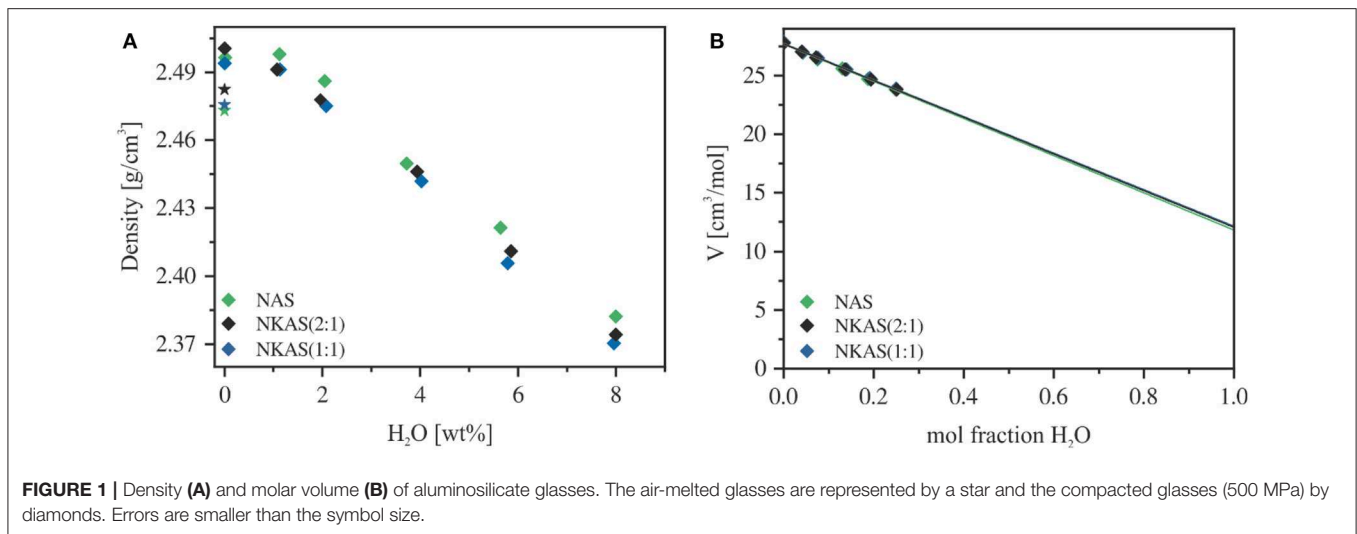 A
Density [g/cm³]
2.49
2.46
2.43
2.40
2.37
NAS
NKAS(2:1)
NKAS(1:1)
0 2 4 6 8
H₂O [wt%]
B
V [cm³/mol]
25
20
15
10
5
0
NAS
NKAS(2:1)
NKAS(1:1)
0.0 0.2 0.4 0.6 0.8 1.0
mol fraction H₂O
FIGURE 1 | Density (A) and molar volume (B) of aluminosilicate glasses. The air-melted glasses are represented by a star and the compacted glasses (500 MPa) by
diamonds. Errors are smaller than the symbol size.